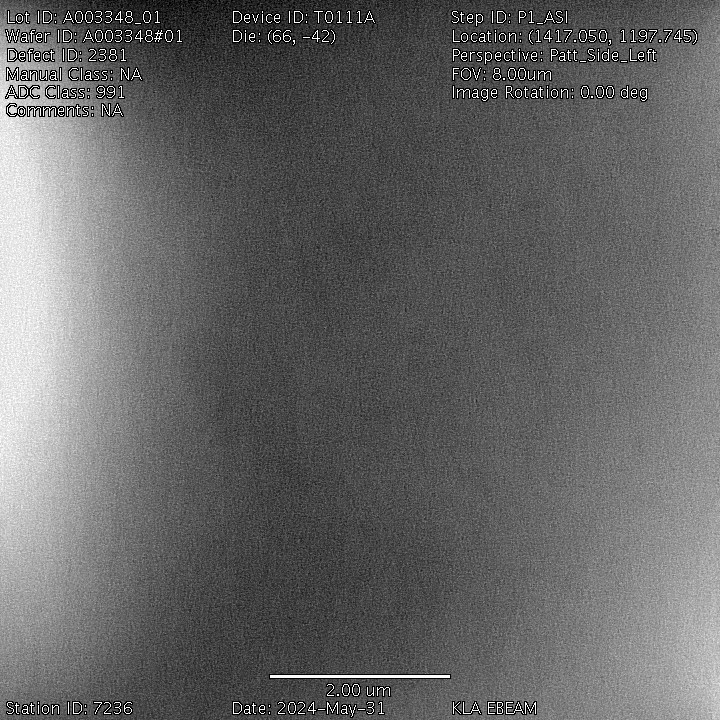 Lot ID: A003348_01 Device ID: T0111A Step ID: P1_ASI
Wafer ID: A003348#01 Die: (66, -42) Location: (1417.050, 1197.745)
Defect ID: 2381 Perspective: Patt_Side_Left
Manual Class: NA FOV: 8.00um
ADC Class: 991 Image Rotation: 0.00 deg
Comments: NA
2.00 um
Station ID: 7236 Date: 2024-May-31 KLA EBEAM